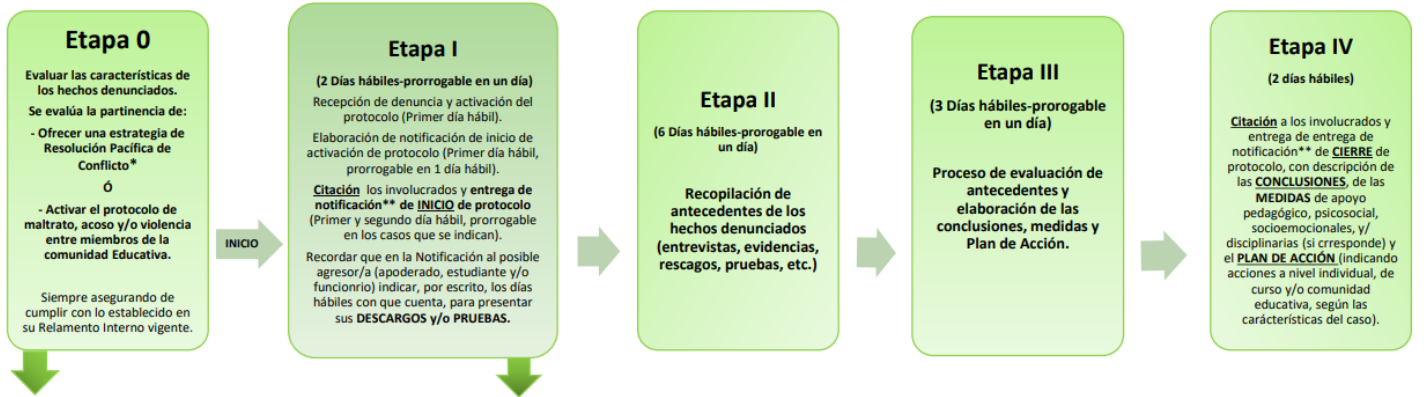 Etapa 0
Evaluar las características de
los hechos denunciados.
Se evalúa la partinencia de:
- Ofrecer una estrategia de
Resolución Pacífica de
Conflicto*
Ó
- Activar el protocolo de
maltrato, acoso y/o violencia
entre miembros de la
comunidad Educativa.
Siempre asegurando de
cumplir con lo establecido en
su Relamento Interno vigente.
INICIO
Etapa I
(2 Días hábiles-prorrogable en un día)
Recepción de denuncia y activación del
protocolo (Primer día hábil).
Elaboración de notificación de inicio de
activación de protocolo (Primer día hábil,
prorrogable en 1 día hábil).
Citación los involucrados y entrega de
notificación** de INICIO de protocolo
(Primer y segundo día hábil, prorrogable
en los casos que se indican).
Recordar que en la Notificación al posible
agresor/a (apoderado, estudiante y/o
funcionrio) indicar, por escrito, los días
hábiles con que cuenta, para presentar
sus DESCARGOS y/o PRUEBAS.
Etapa II
(6 Días hábiles-prorogable en
un día)
Recopilación de
antecedentes de los
hechos denunciados
(entrevistas, evidencias,
rescagos, pruebas, etc.)
Etapa III
(3 Días hábiles-prorogable
en un día)
Proceso de evaluación de
antecedentes y
elaboración de las
conclusiones, medidas y
Plan de Acción.
Etapa IV
(2 días hábiles)
Citación a los involucrados y
entrega de entrega de
notificación** de CIERRE de
protocolo, con descripción de
las CONCLUSIONES, de las
MEDIDAS de apoyo
pedagógico, psicosocial,
socioemocionales, y/
disciplinarias (si crresponde) y
el PLAN DE ACCIÓN (indicando
acciones a nivel individual, de
curso y/o comunidad
educativa, según las
carácterísticas del caso).